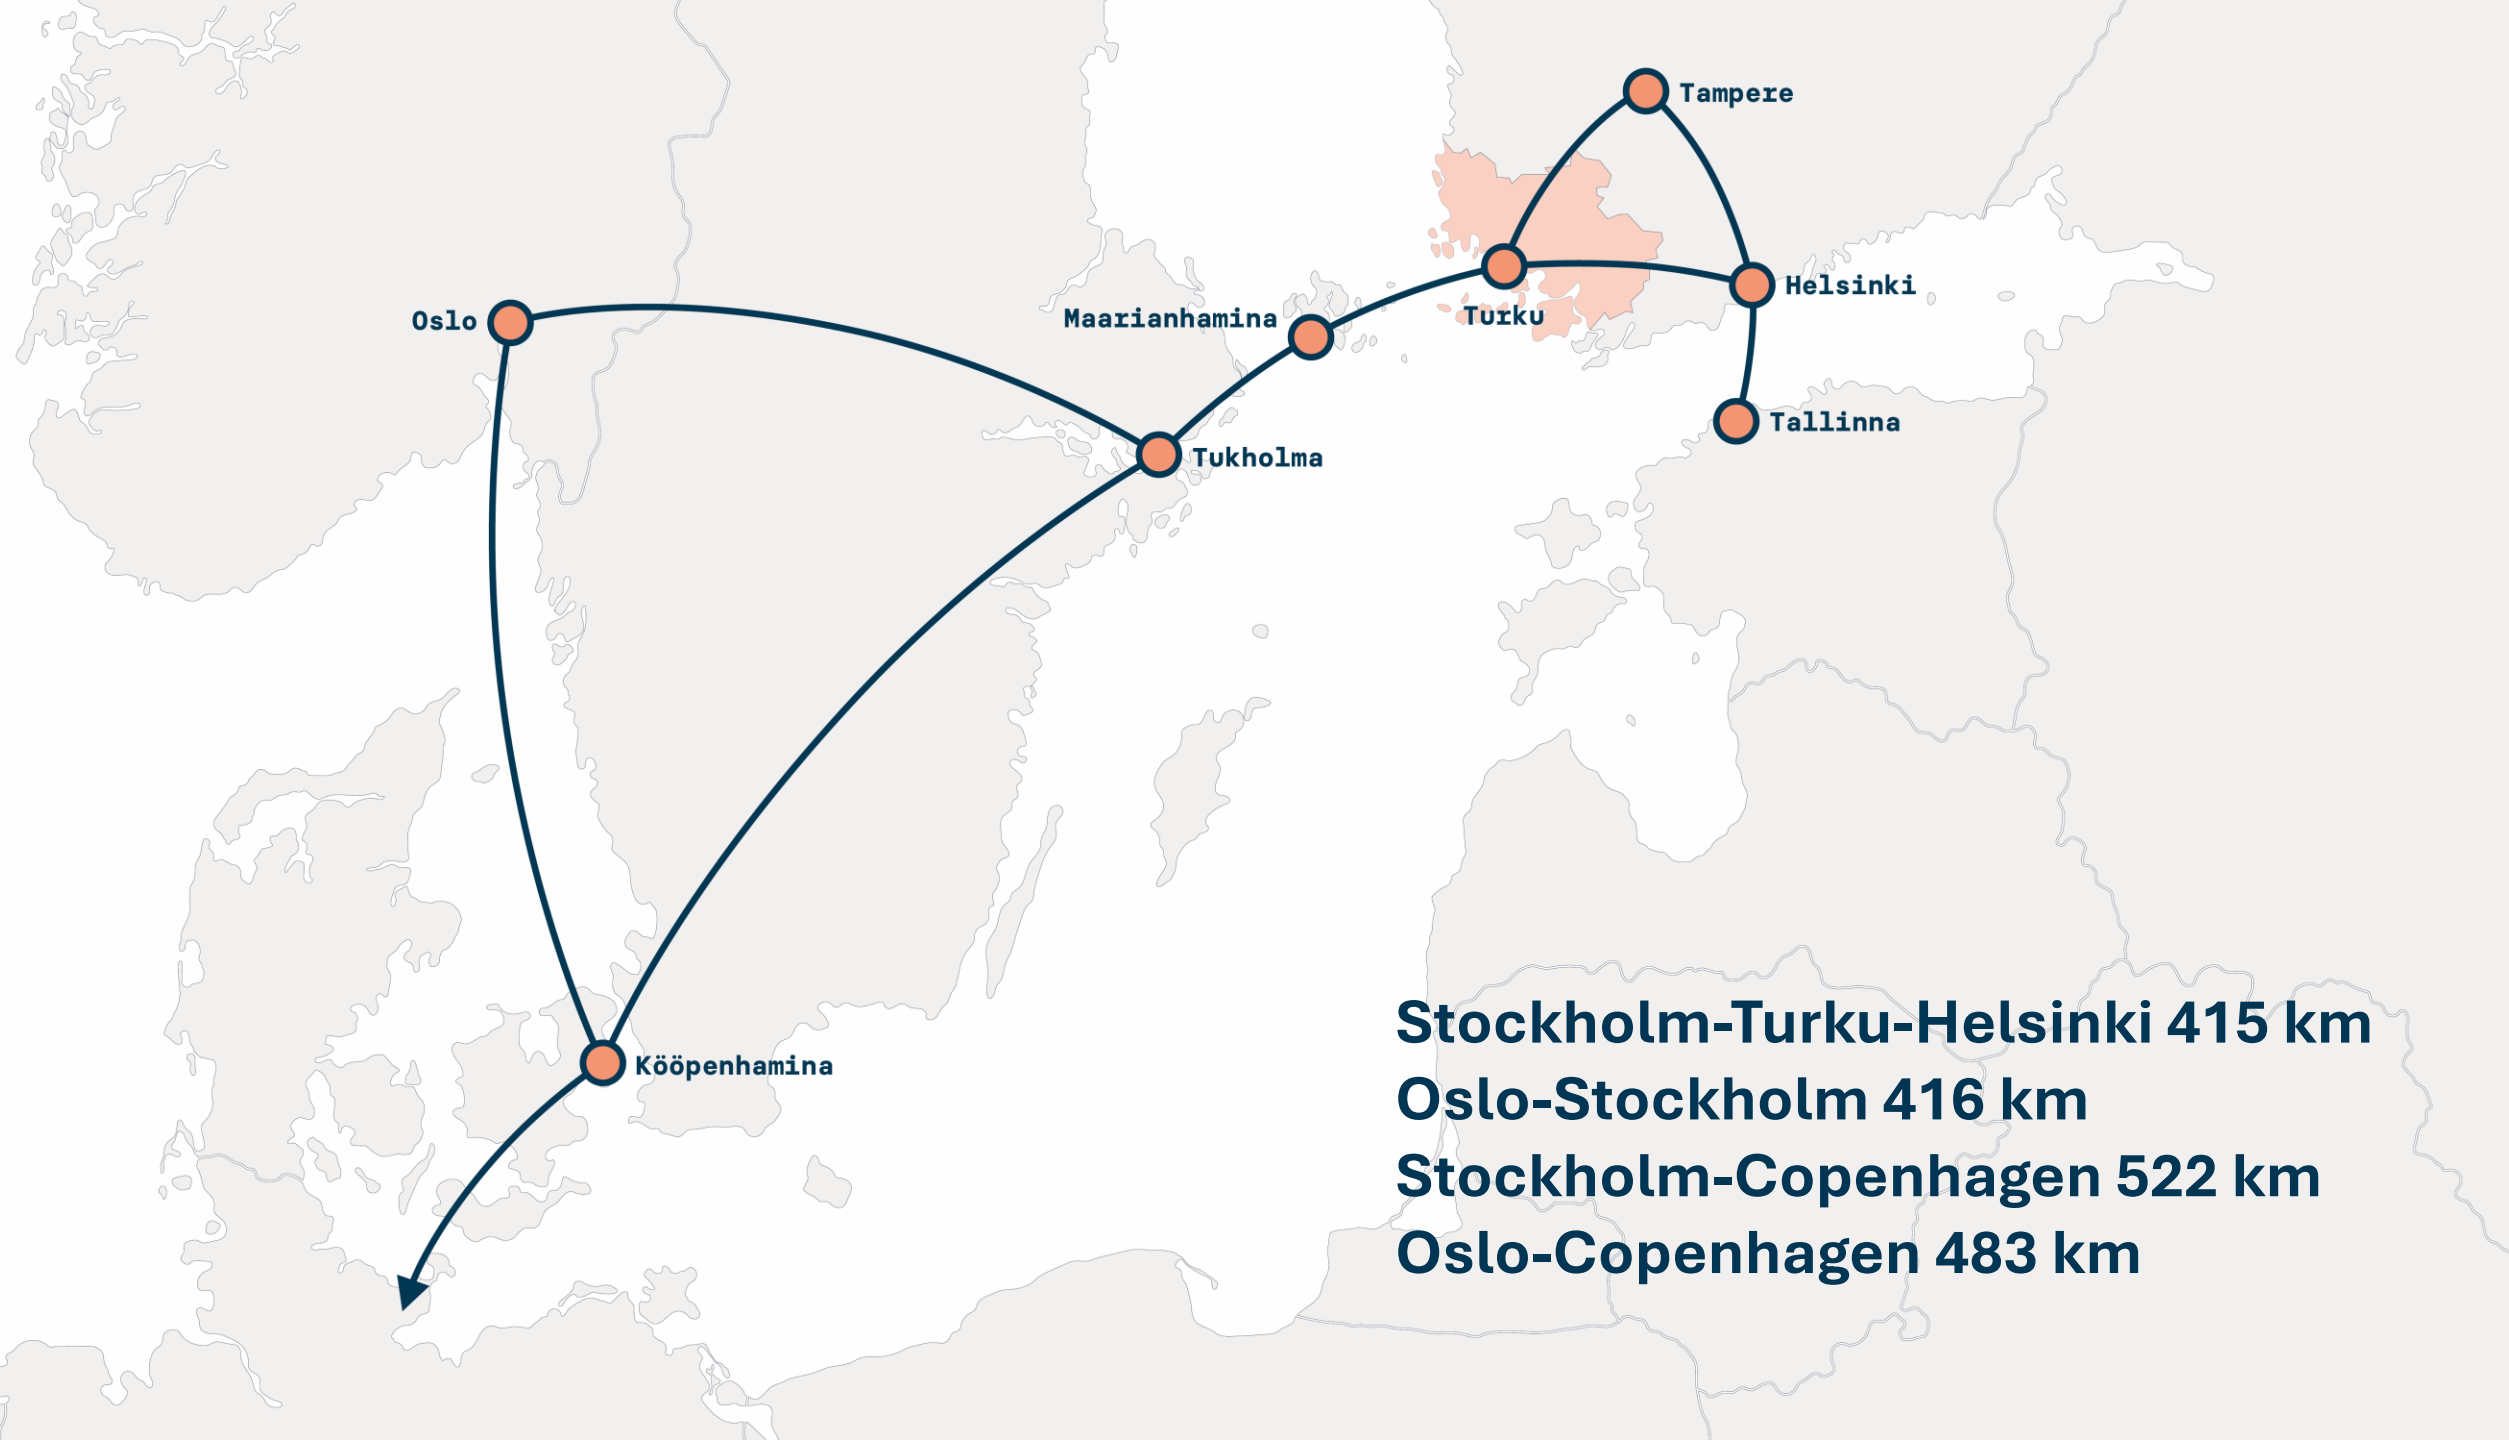 Tampere
Helsinki
Turku
Maarianhamina
Oslo
Tallinna
Tukholma
Kööpenhamina
Stockholm-Turku-Helsinki 415 km
Oslo-Stockholm 416 km
Stockholm-Copenhagen 522 km
Oslo-Copenhagen 483 km